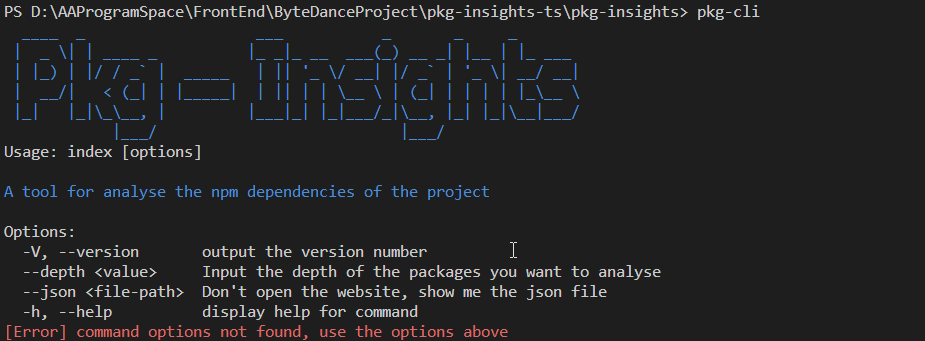 PS D:\AAProgramSpace\FrontEnd\ByteDanceProject\pkg-insights-ts\pkg-insights> pkg-cli
Pkg - Insights
Usage: index [options]
A tool for analyse the npm dependencies of the project
Options:
-V, --version output the version number
--depth <value> Input the depth of the packages you want to analyse
--json <file-path> Don't open the website, show me the json file
-h, --help display help for command
[Error] command options not found, use the options above